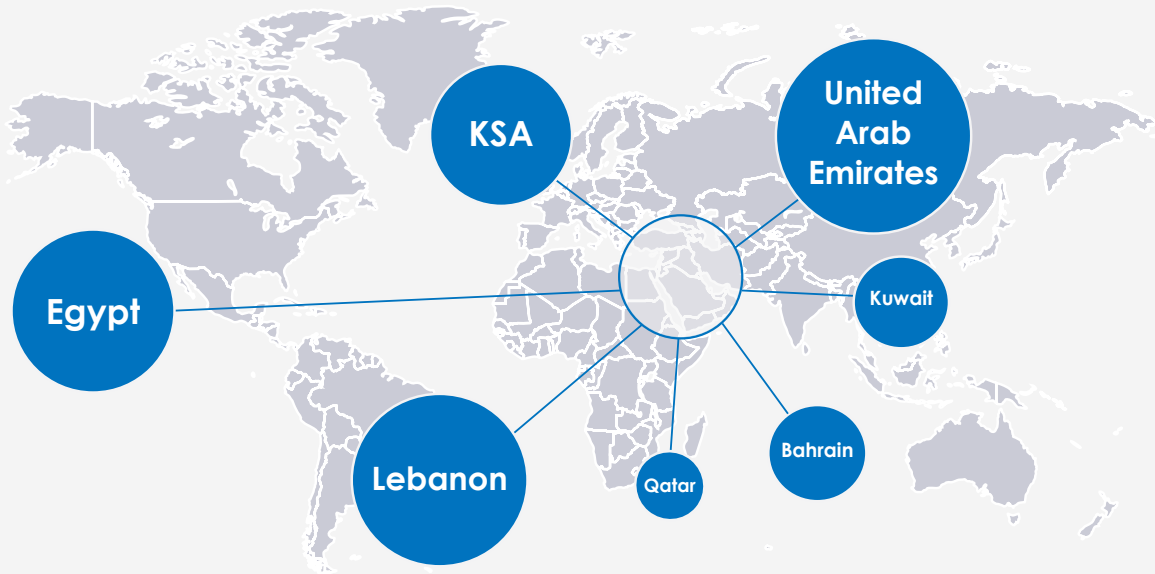 United
Arab
Emirates
KSA
Kuwait
Egypt
Bahrain
Lebanon
Qatar